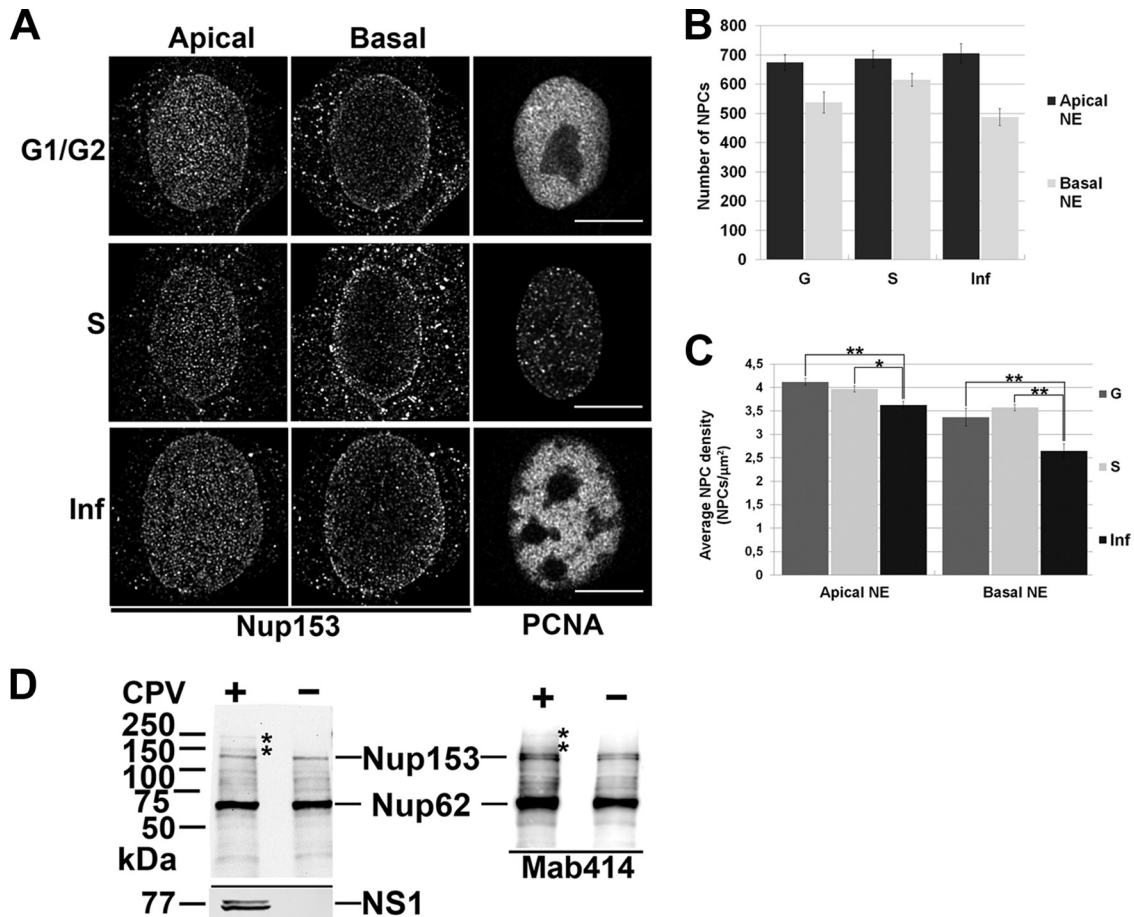 A
Apical Basal
G1/G2
S
Inf
Nup153 PCNA
B
Number of NPCs
800
700
600
500
400
300
200
100
0
G S Inf
Apical NE
Basal NE
C
Average NPC density (NPCs/µm²)
4,5
4
3,5
3
2,5
2
1,5
1
0,5
0
** * ** **
Apical NE Basal NE
G
S
Inf
D
CPV + − + −
250
150
100
75
50
kDa
* *
Nup153
Nup62
* *
Mab414
77 NS1